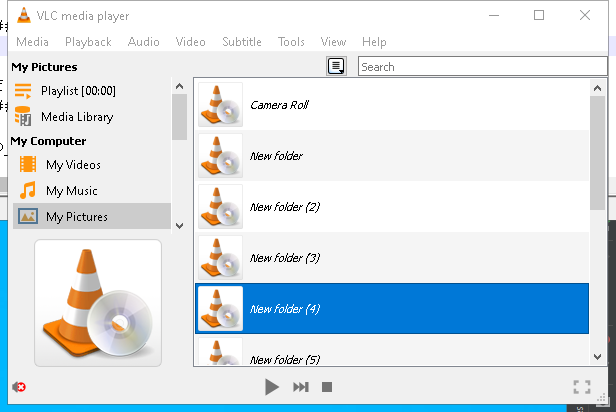 VLC media player
Media Playback Audio Video Subtitle Tools View Help
My Pictures
Search
Playlist [00:00]
Media Library
My Computer
My Videos
My Music
My Pictures
Camera Roll
New folder
New folder (2)
New folder (3)
New folder (4)
New folder (5)